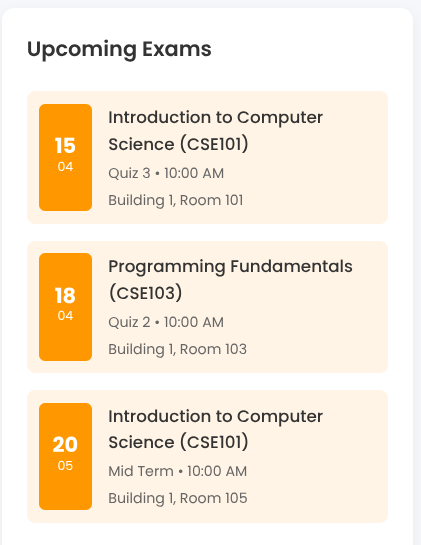 Upcoming Exams
15
04
Introduction to Computer
Science (CSE101)
Quiz 3 • 10:00 AM
Building 1, Room 101
18
04
Programming Fundamentals
(CSE103)
Quiz 2 • 10:00 AM
Building 1, Room 103
20
05
Introduction to Computer
Science (CSE101)
Mid Term • 10:00 AM
Building 1, Room 105